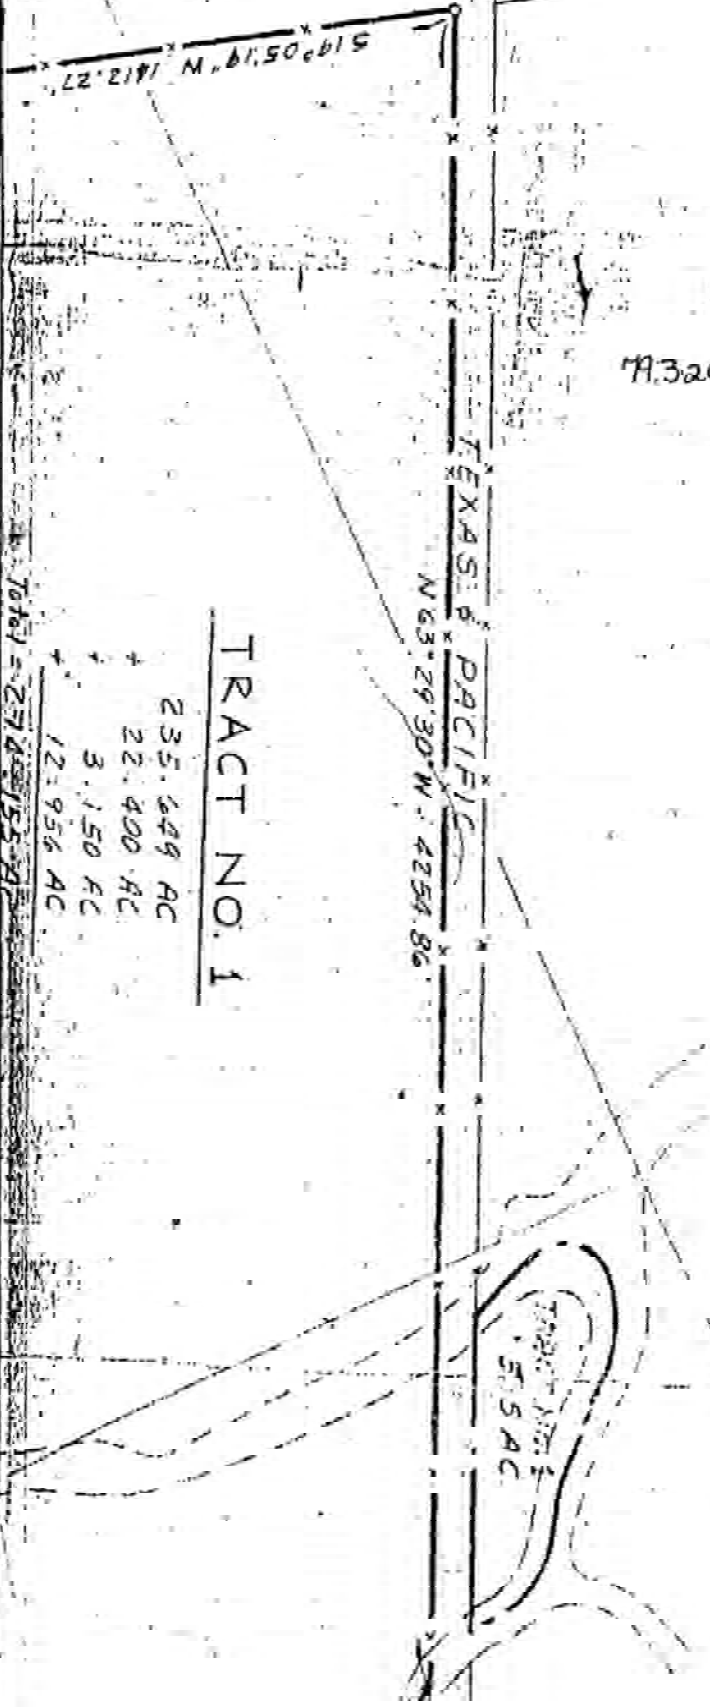 S19°05'19" W 1412.27'
TEXAS & PACIFIC
N 63°29'30" W - 4254.86'
TRACT NO. 1
235.649 AC
+ 22.400 AC
+ 3.150 AC
+ 12.956 AC
Total =
5.5 AC